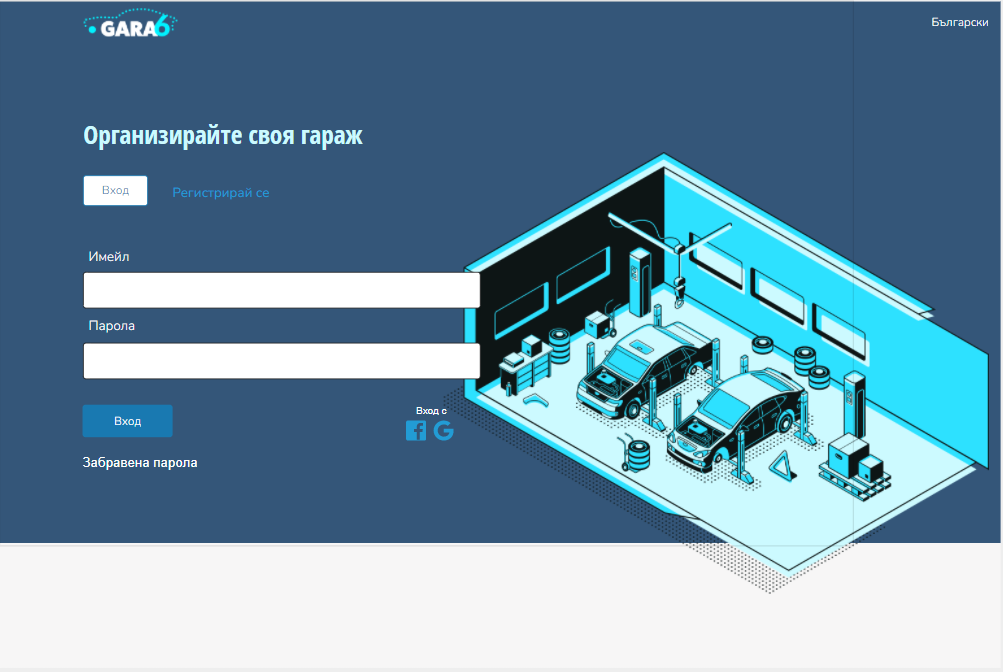 GARA6
Български
Организирайте своя гараж
Вход
Регистрирай се
Имейл
Парола
Вход
Вход с
Забравена парола